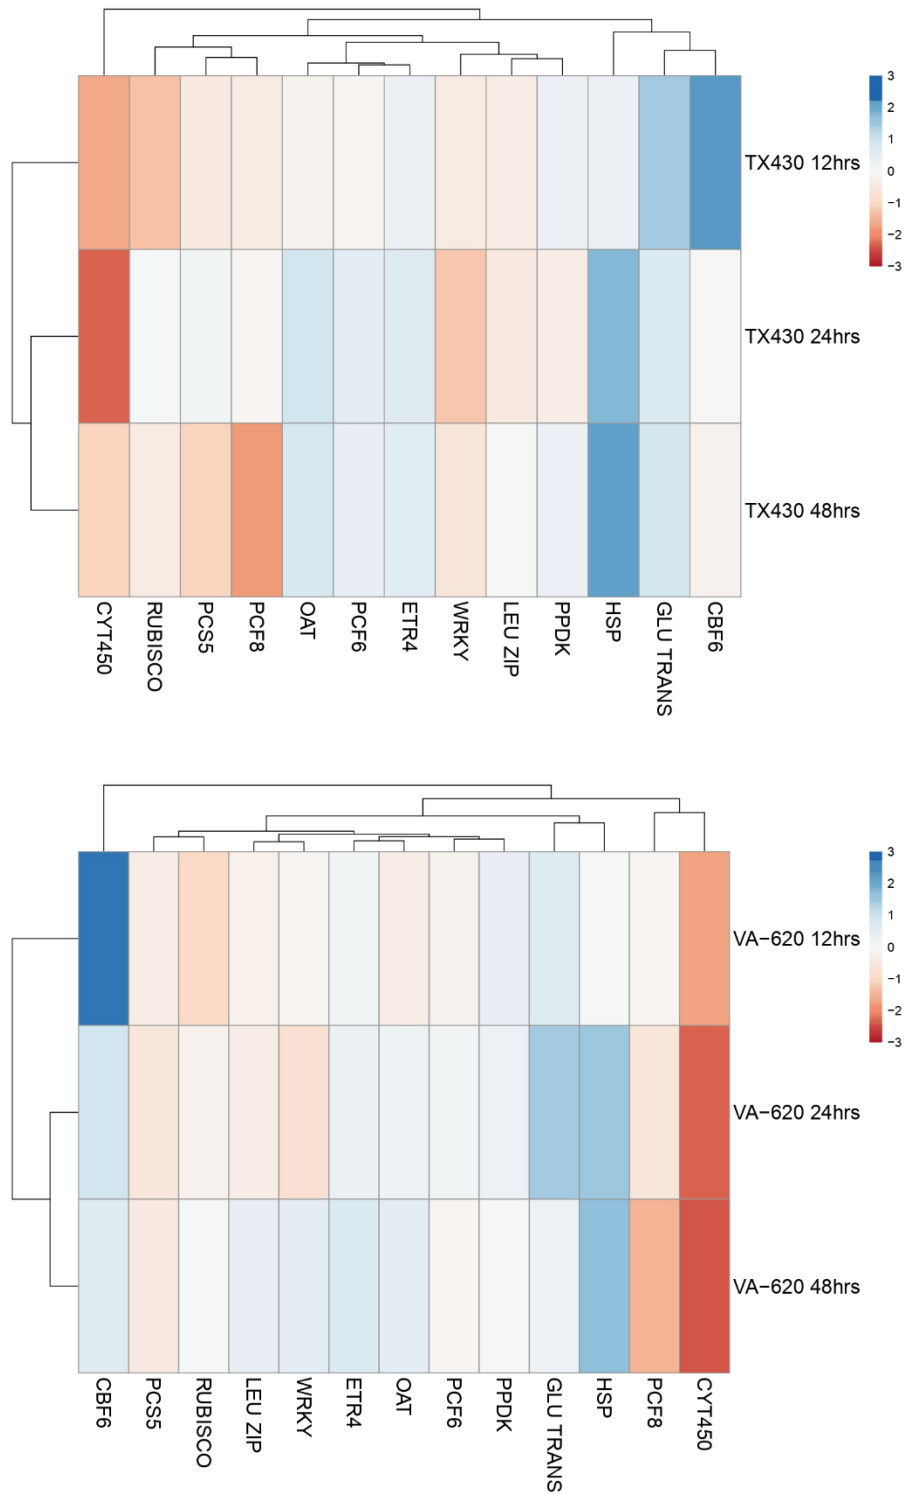 3
2
1
0
−1
−2
−3
TX430 12hrs
TX430 24hrs
TX430 48hrs
CYT450
RUBISCO
PCS5
PCF8
OAT
PCF6
ETR4
WRKY
LEU ZIP
PPDK
HSP
GLU TRANS
CBF6
3
2
1
0
−1
−2
−3
VA−620 12hrs
VA−620 24hrs
VA−620 48hrs
CBF6
PCS5
RUBISCO
LEU ZIP
WRKY
ETR4
OAT
PCF6
PPDK
GLU TRANS
HSP
PCF8
CYT450